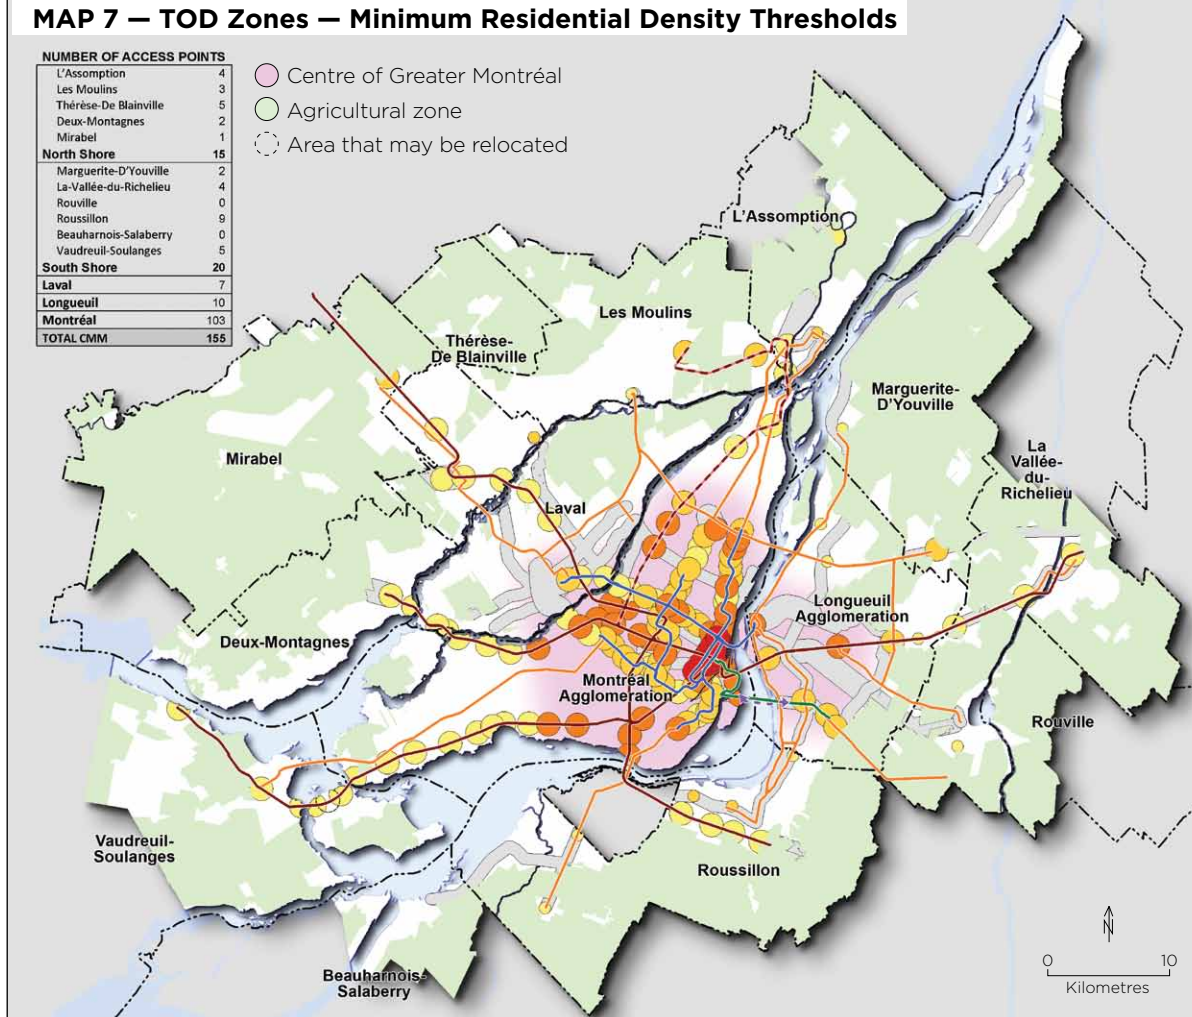 MAP 7 — TOD Zones — Minimum Residential Density Thresholds
NUMBER OF ACCESS POINTS
L'Assomption 4
Les Moulins 3
Thérèse-De Blainville 5
Deux-Montagnes 2
Mirabel 1
North Shore 15
Marguerite-D'Youville 2
La-Vallée-du-Richelieu 4
Rouville 0
Roussillon 9
Beauharnois-Salaberry 0
Vaudreuil-Soulanges 5
South Shore 20
Laval 7
Longueuil 10
Montréal 103
TOTAL CMM 155
Centre of Greater Montréal
Agricultural zone
Area that may be relocated
L'Assomption
Les Moulins
Thérèse-
De Blainville
Marguerite-
D'Youville
La
Vallée-
du-
Richelieu
Mirabel
Laval
Longueuil
Agglomeration
Deux-Montagnes
Montréal
Agglomeration
Rouville
Vaudreuil-
Soulanges
Roussillon
Beauharnois-
Salaberry
N
0 10
Kilometres